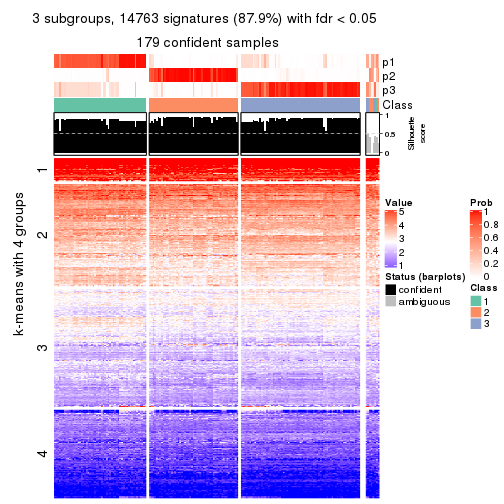 3 subgroups, 14763 signatures (87.9%) with fdr < 0.05
179 confident samples
p1
p2
p3
Class
1
0.5
0
Silhouette
score
k-means with 4 groups
1
2
3
4
Value
5
4
3
2
1
Status (barplots)
confident
ambiguous
Prob
1
0.8
0.6
0.4
0.2
0
Class
1
2
3